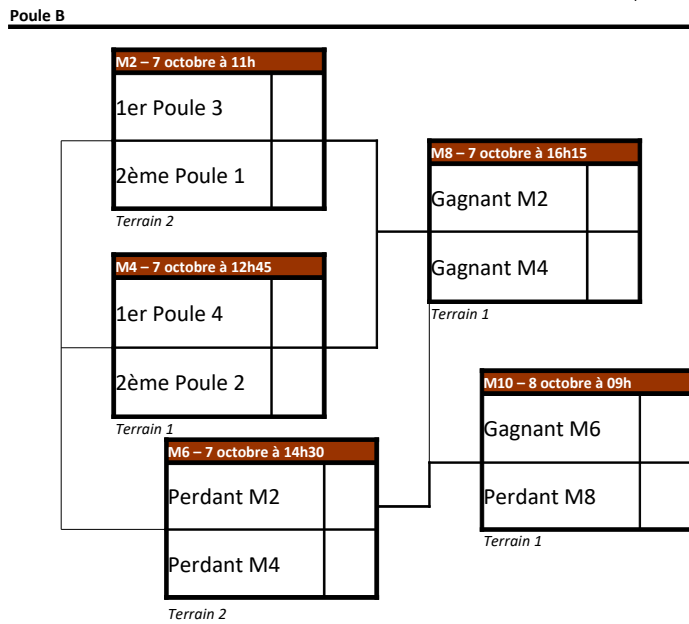 Poule B
M2 – 7 octobre à 11h
1er Poule 3
2ème Poule 1
Terrain 2
M8 – 7 octobre à 16h15
Gagnant M2
Gagnant M4
Terrain 1
M4 – 7 octobre à 12h45
1er Poule 4
2ème Poule 2
Terrain 1
M10 – 8 octobre à 09h
Gagnant M6
Perdant M8
Terrain 1
M6 – 7 octobre à 14h30
Perdant M2
Perdant M4
Terrain 2